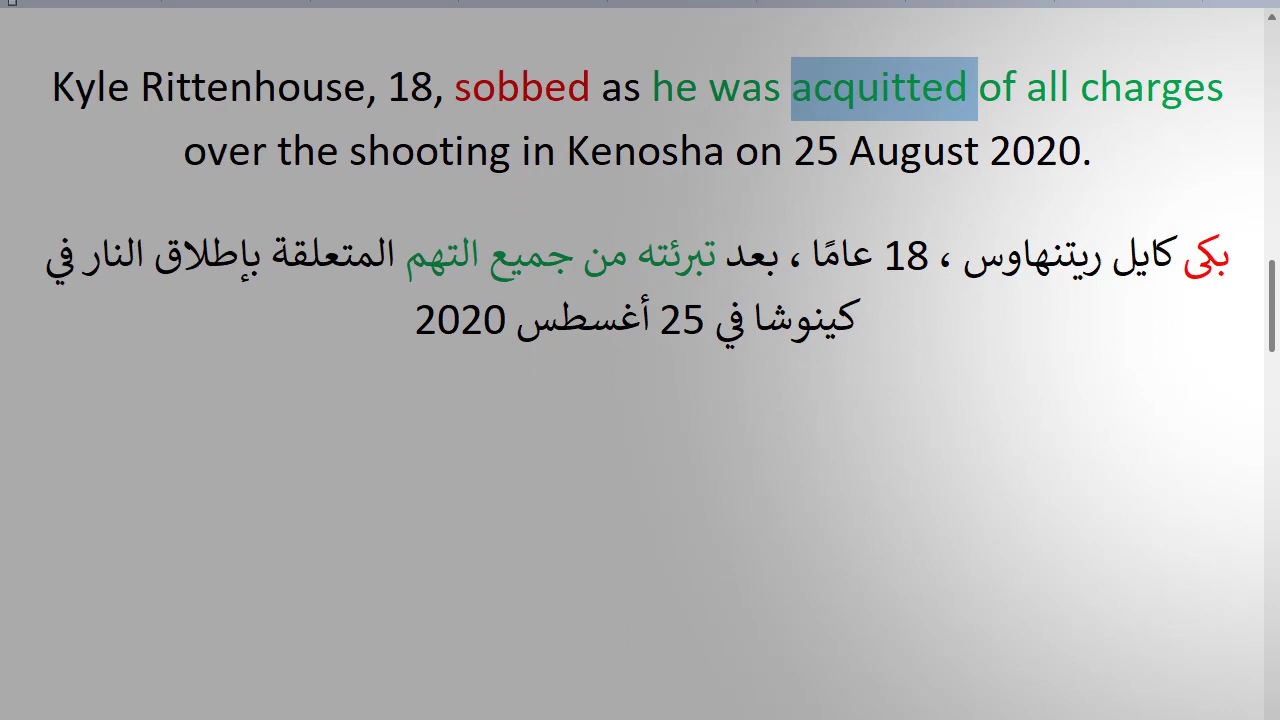 Kyle Rittenhouse, 18, sobbed as he was acquitted of all charges
over the shooting in Kenosha on 25 August 2020.
بكى كايل ريتنهاوس ، 18 عامًا ، بعد تبرئته من جميع التهم المتعلقة بإطلاق النار في
كينوشا في 25 أغسطس 2020